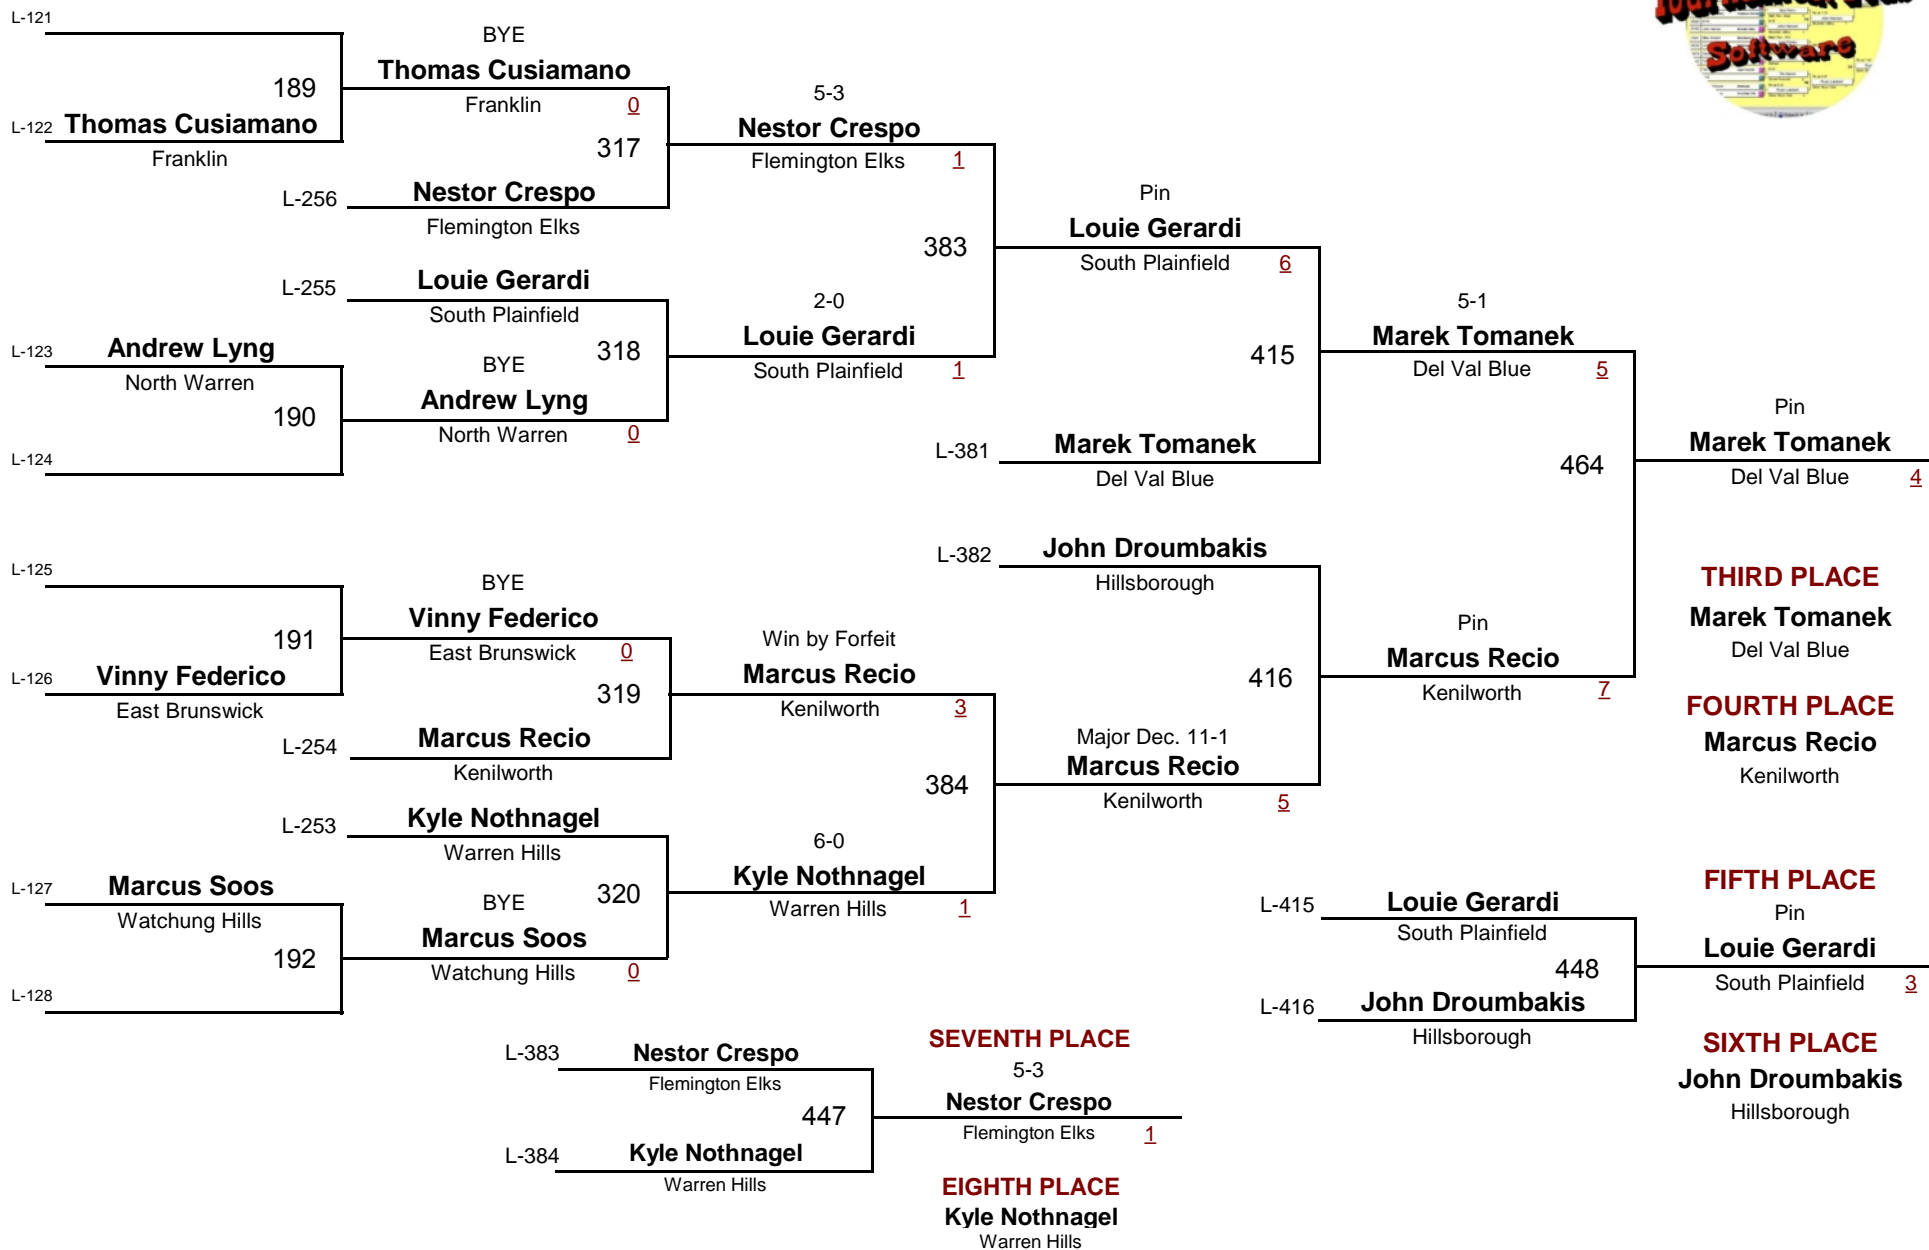 L-121
189
L-122 Thomas Cusiamano
Franklin
BYE
Thomas Cusiamano
Franklin 0
317
L-256 Nestor Crespo
Flemington Elks
5-3
Nestor Crespo
Flemington Elks 1
383
L-255 Louie Gerardi
South Plainfield
318
L-123 Andrew Lyng
North Warren
190
L-124
BYE
Andrew Lyng
North Warren 0
2-0
Louie Gerardi
South Plainfield 1
Pin
Louie Gerardi
South Plainfield 6
415
L-381 Marek Tomanek
Del Val Blue
5-1
Marek Tomanek
Del Val Blue 5
464
Pin
Marek Tomanek
Del Val Blue 4
L-125
191
L-126 Vinny Federico
East Brunswick
BYE
Vinny Federico
East Brunswick 0
319
L-254 Marcus Recio
Kenilworth
Win by Forfeit
Marcus Recio
Kenilworth 3
384
L-253 Kyle Nothnagel
Warren Hills
320
L-127 Marcus Soos
Watchung Hills
192
L-128
BYE
Marcus Soos
Watchung Hills 0
6-0
Kyle Nothnagel
Warren Hills 1
L-382 John Droumbakis
Hillsborough
416
Major Dec. 11-1
Marcus Recio
Kenilworth 5
Pin
Marcus Recio
Kenilworth 7
THIRD PLACE
Marek Tomanek
Del Val Blue
FOURTH PLACE
Marcus Recio
Kenilworth
L-415 Louie Gerardi
South Plainfield
448
L-416 John Droumbakis
Hillsborough
FIFTH PLACE
Pin
Louie Gerardi
South Plainfield 3
SIXTH PLACE
John Droumbakis
Hillsborough
L-383 Nestor Crespo
Flemington Elks
447
L-384 Kyle Nothnagel
Warren Hills
SEVENTH PLACE
5-3
Nestor Crespo
Flemington Elks 1
EIGHTH PLACE
Kyle Nothnagel
Warren Hills
Software